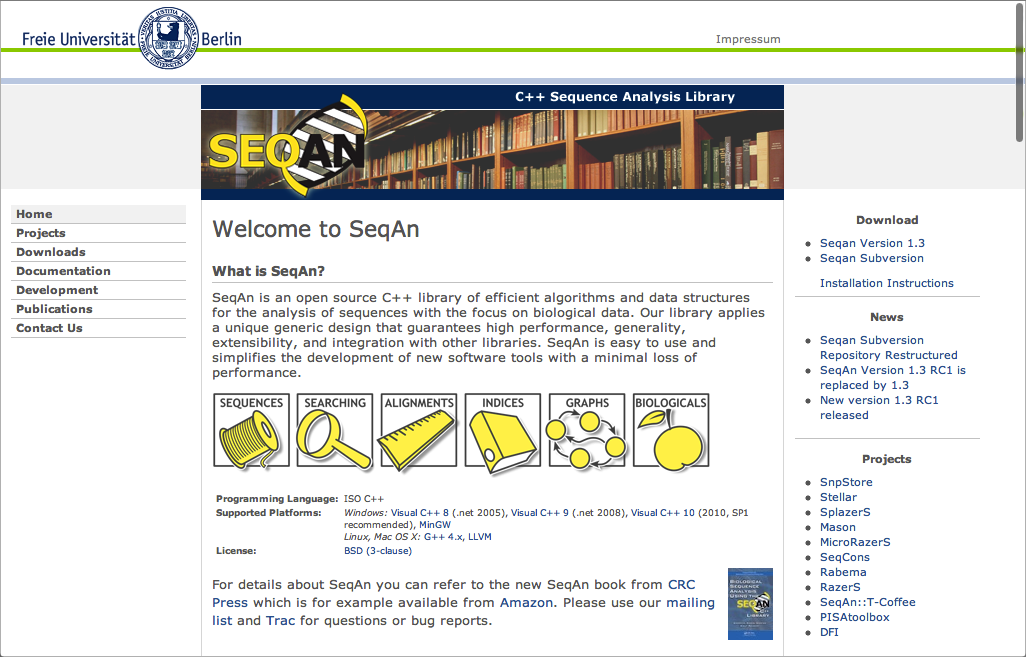 Freie Universität Berlin
Impressum
C++ Sequence Analysis Library
SEQAN
Home
Projects
Downloads
Documentation
Development
Publications
Contact Us
Welcome to SeqAn
What is SeqAn?
SeqAn is an open source C++ library of efficient algorithms and data structures
for the analysis of sequences with the focus on biological data. Our library applies
a unique generic design that guarantees high performance, generality,
extensibility, and integration with other libraries. SeqAn is easy to use and
simplifies the development of new software tools with a minimal loss of
performance.
SEQUENCES SEARCHING ALIGNMENTS INDICES GRAPHS BIOLOGICALS
Programming Language: ISO C++
Supported Platforms: Windows: Visual C++ 8 (.net 2005), Visual C++ 9 (.net 2008), Visual C++ 10 (2010, SP1
recommended), MinGW
Linux, Mac OS X: G++ 4.x, LLVM
License: BSD (3-clause)
For details about SeqAn you can refer to the new SeqAn book from CRC
Press which is for example available from Amazon. Please use our mailing
list and Trac for questions or bug reports.
BIOLOGICAL
SEQUENCE
ANALYSIS
USING THE
SEQAN
LIBRARY
Download
Seqan Version 1.3
Seqan Subversion
Installation Instructions
News
Seqan Subversion
Repository Restructured
SeqAn Version 1.3 RC1 is
replaced by 1.3
New version 1.3 RC1
released
Projects
SnpStore
Stellar
SplazerS
Mason
MicroRazerS
SeqCons
Rabema
RazerS
SeqAn::T-Coffee
PISAtoolbox
DFI